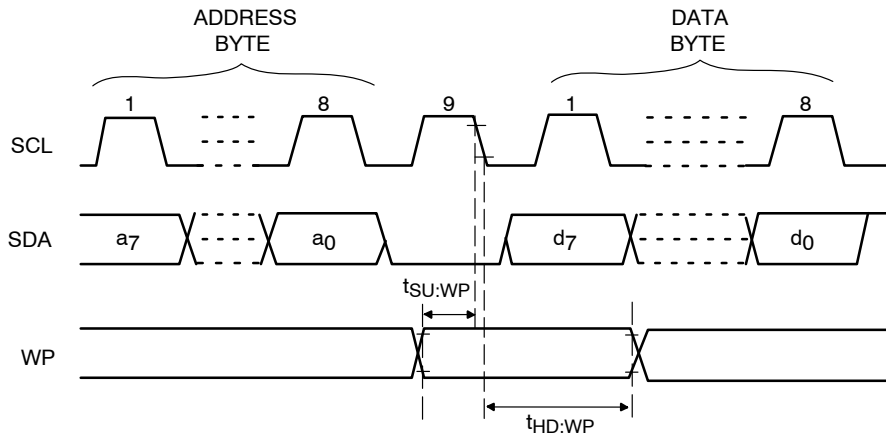 ADDRESS
BYTE
DATA
BYTE
1 8 9 1 8
SCL
SDA a7 a0 d7 d0
tSU:WP
WP
tHD:WP